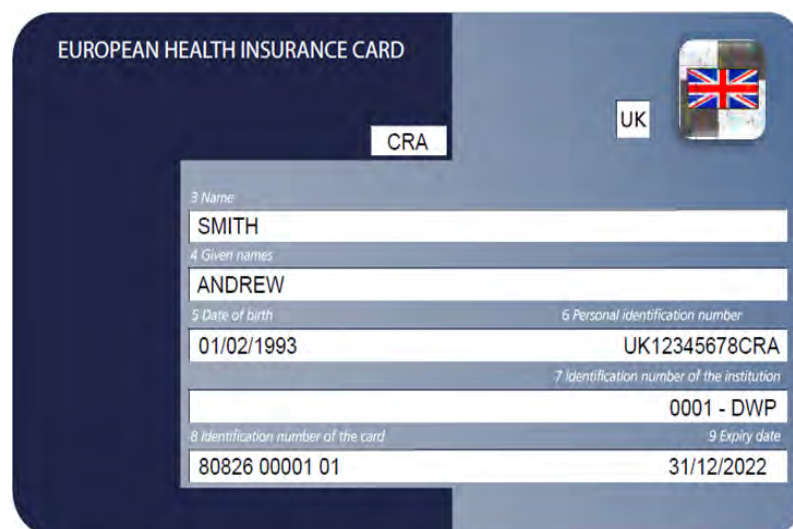 EUROPEAN HEALTH INSURANCE CARD
UK
CRA
3 Name
SMITH
4 Given names
ANDREW
5 Date of birth 6 Personal identification number
01/02/1993 UK12345678CRA
7 Identification number of the institution
0001 - DWP
8 Identification number of the card 9 Expiry date
80826 00001 01 31/12/2022